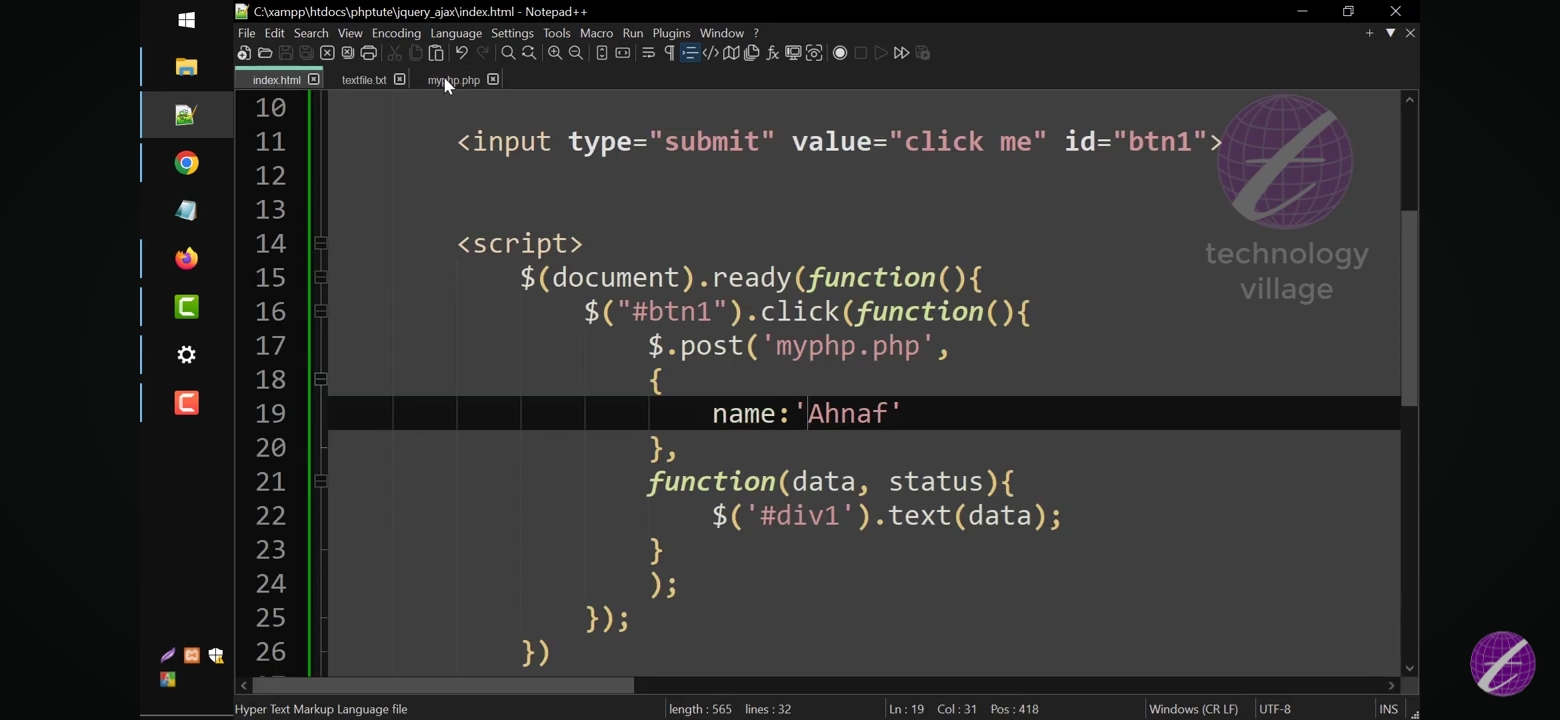 C:\xampp\htdocs\phptute\jquery_ajax\index.html - Notepad++
File Edit Search View Encoding Language Settings Tools Macro Run Plugins Window ?
index.html textfile.txt myphp.php
10
11 <input type="submit" value="click me" id="btn1">
12
13
14 <script>
15 $(document).ready(function(){
16 $("#btn1").click(function(){
17 $.post('myphp.php',
18 {
19 name:'Ahnaf'
20 },
21 function(data, status){
22 $('#div1').text(data);
23 }
24 );
25 });
26 })
technology
village
Hyper Text Markup Language file length : 565 lines : 32 Ln : 19 Col : 31 Pos : 418 Windows (CR LF) UTF-8 INS